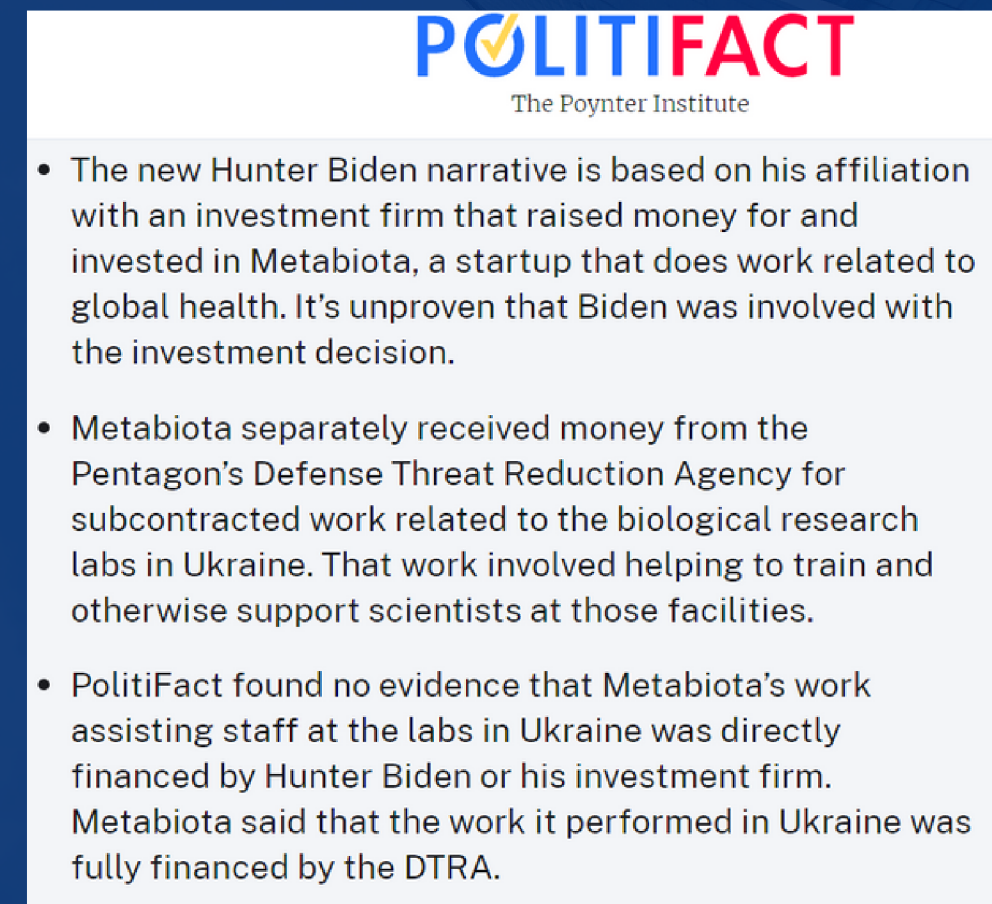 POLITIFACT
The Poynter Institute
• The new Hunter Biden narrative is based on his affiliation
with an investment firm that raised money for and
invested in Metabiota, a startup that does work related to
global health. It’s unproven that Biden was involved with
the investment decision.
• Metabiota separately received money from the
Pentagon’s Defense Threat Reduction Agency for
subcontracted work related to the biological research
labs in Ukraine. That work involved helping to train and
otherwise support scientists at those facilities.
• PolitiFact found no evidence that Metabiota’s work
assisting staff at the labs in Ukraine was directly
financed by Hunter Biden or his investment firm.
Metabiota said that the work it performed in Ukraine was
fully financed by the DTRA.